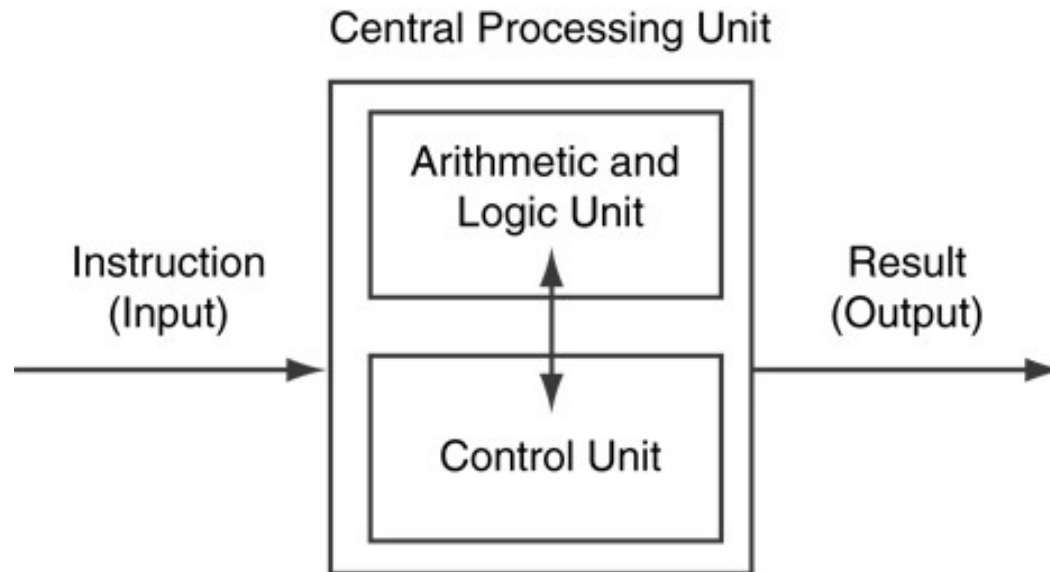 Central Processing Unit
Arithmetic and
Logic Unit
Instruction
(Input)
Result
(Output)
Control Unit